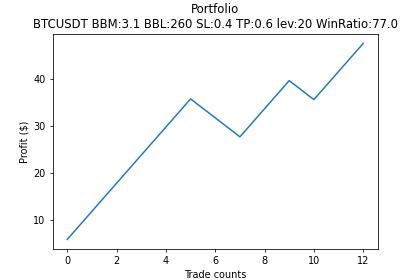 Portfolio
BTCUSDT BBM:3.1 BBL:260 SL:0.4 TP:0.6 lev:20 WinRatio:77.0
40
30
20
10
Profit ($)
0 2 4 6 8 10 12
Trade counts